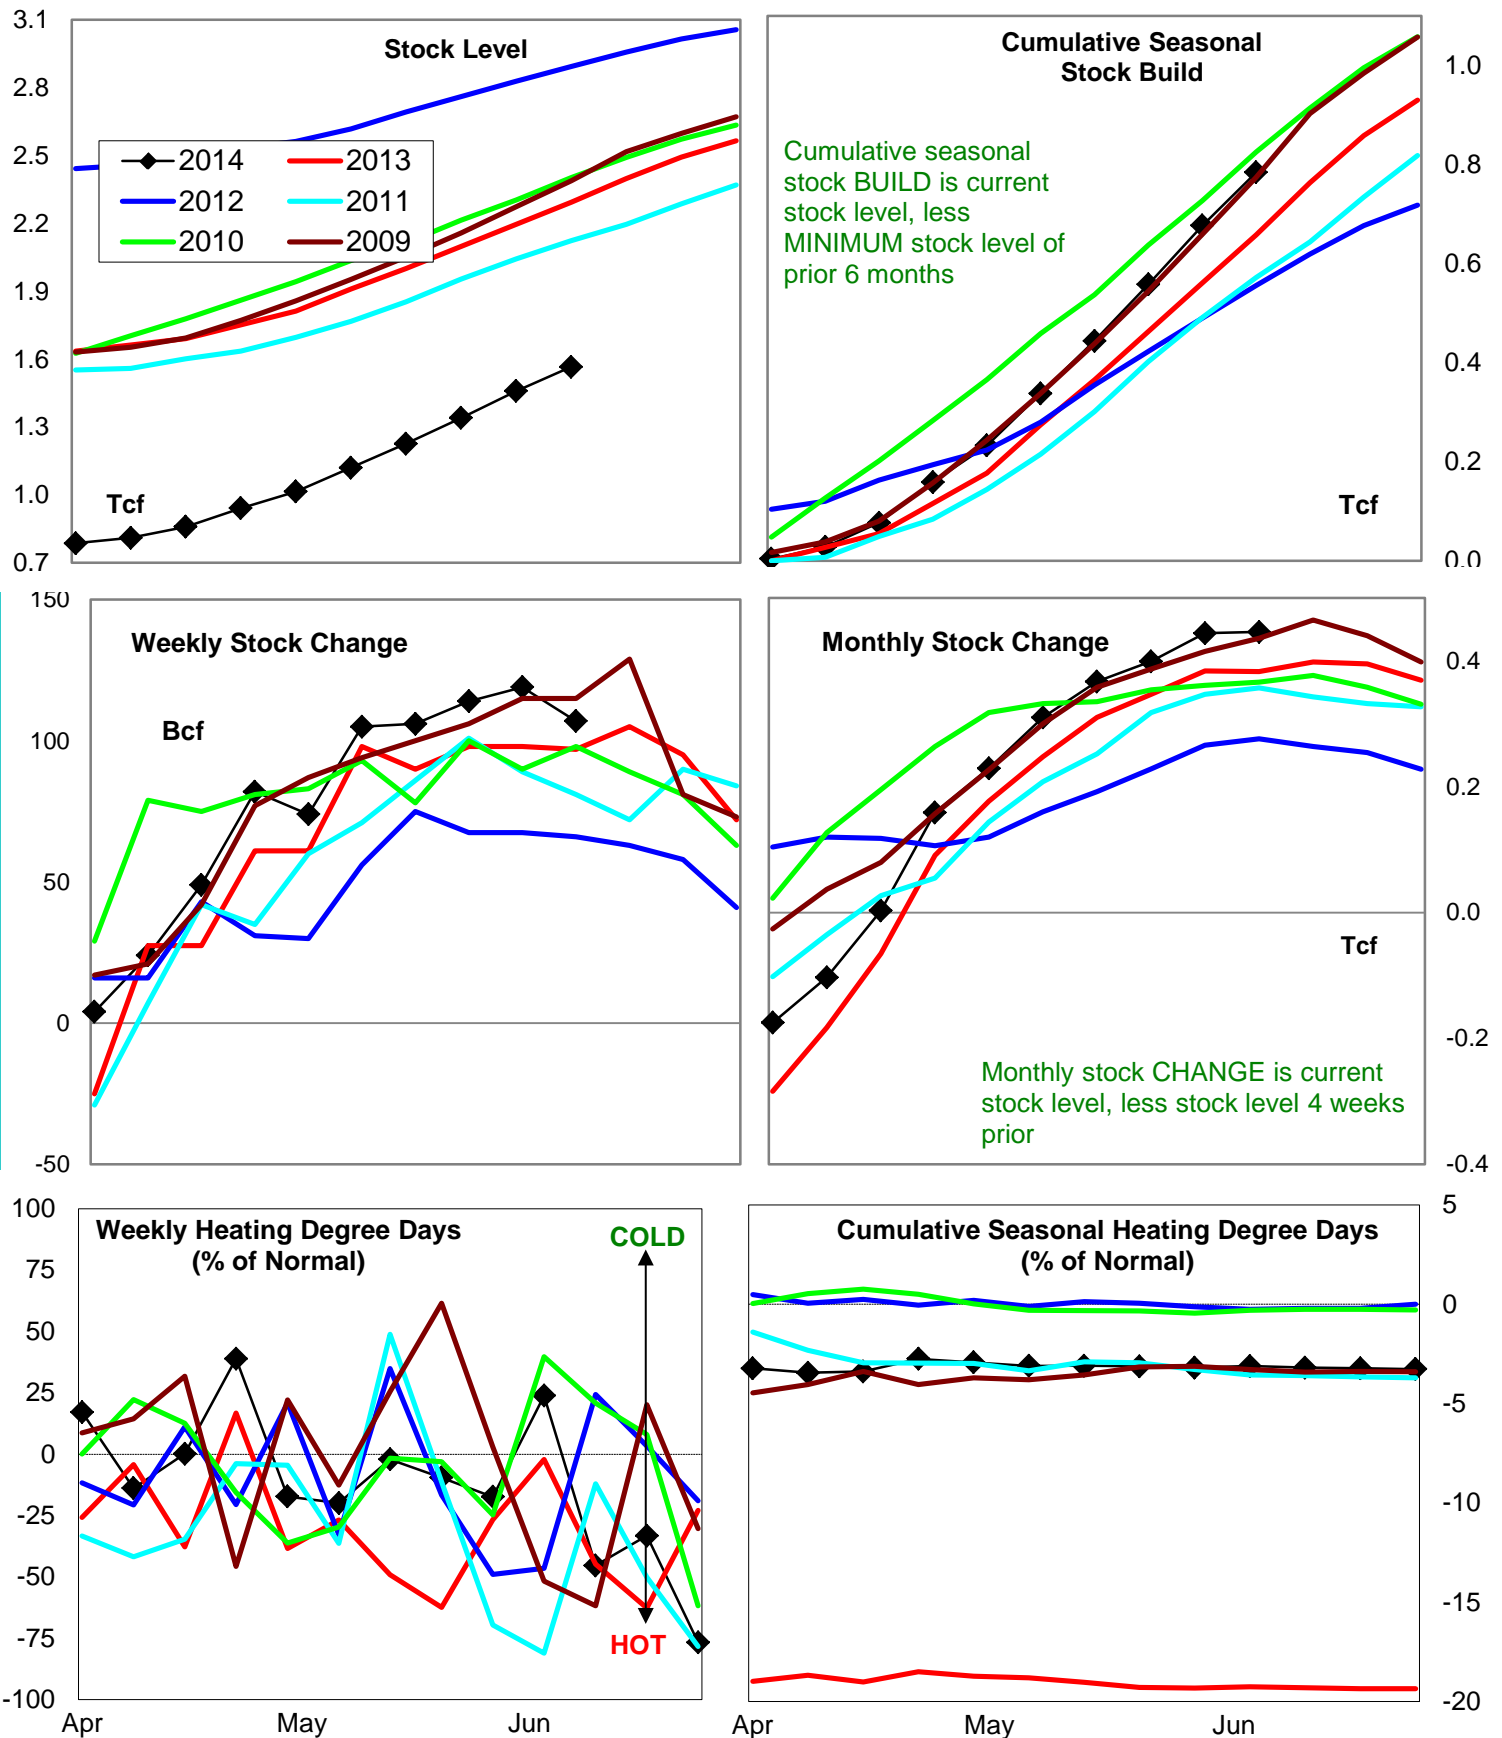 Stock Level
3.1
2.8
2.5
2.2
1.9
1.6
1.3
1.0
0.7
2014
2013
2012
2011
2010
2009
Tcf
Cumulative Seasonal
Stock Build
Cumulative seasonal
stock BUILD is current
stock level, less
MINIMUM stock level of
prior 6 months
Tcf
1.0
0.8
0.6
0.4
0.2
0.0
150
100
50
0
-50
Weekly Stock Change
Bcf
Monthly Stock Change
Tcf
Monthly stock CHANGE is current
stock level, less stock level 4 weeks
prior
0.4
0.2
0.0
-0.2
-0.4
100
75
50
25
0
-25
-50
-75
-100
Weekly Heating Degree Days
(% of Normal)
COLD
HOT
Apr
May
Jun
Cumulative Seasonal Heating Degree Days
(% of Normal)
5
0
-5
-10
-15
-20
Apr
May
Jun